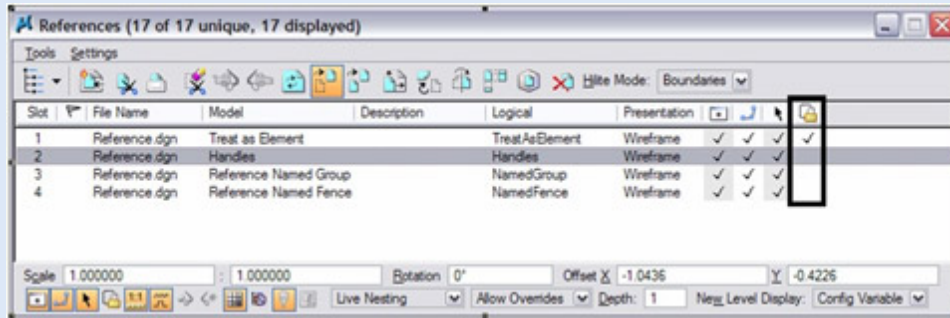 References (17 of 17 unique, 17 displayed)
Tools Settings
Hilite Mode: Boundaries
Slot File Name Model Description Logical Presentation
1 Reference.dgn Treat as Element TreatAsElement Wireframe
2 Reference.dgn Handles Handles Wireframe
3 Reference.dgn Reference Named Group NamedGroup Wireframe
4 Reference.dgn Reference Named Fence NamedFence Wireframe
Scale 1.000000 : 1.000000 Rotation 0° Offset X -1.0436 Y -0.4226
1:1 Live Nesting Allow Overrides Depth: 1 New Level Display: Config Variable